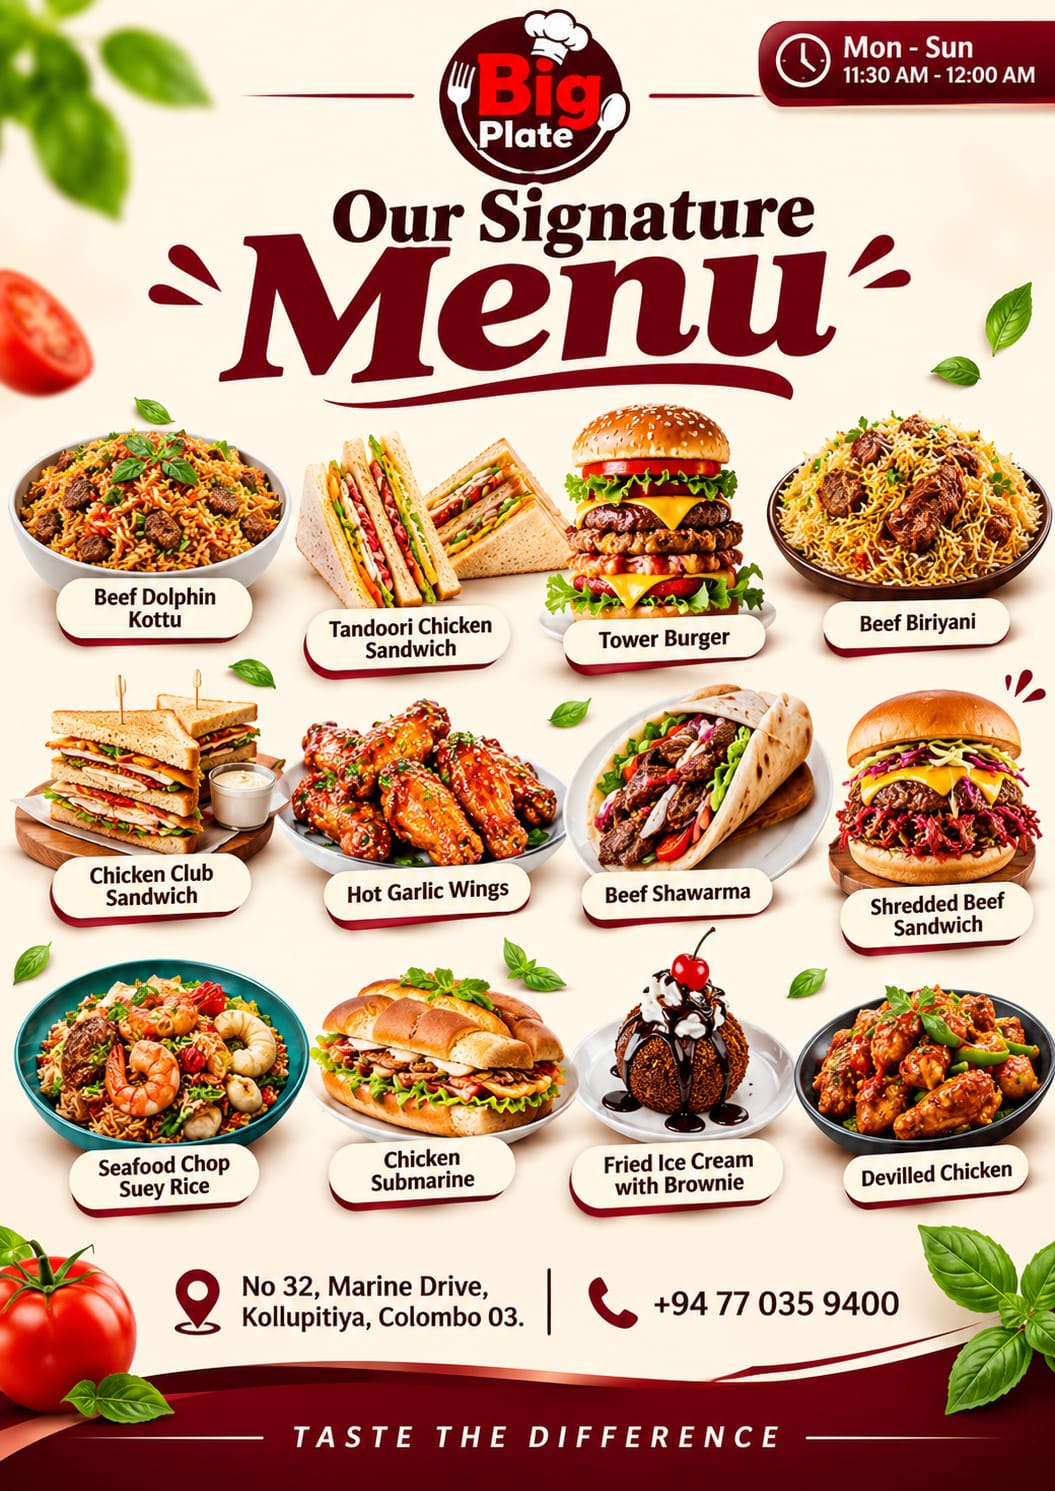 Big
Plate
Mon - Sun
11:30 AM - 12:00 AM
Our Signature
Menu
Beef Dolphin
Kottu
Tandoori Chicken
Sandwich
Tower Burger
Beef Biriyani
Chicken Club
Sandwich
Hot Garlic Wings
Beef Shawarma
Shredded Beef
Sandwich
Seafood Chop
Suey Rice
Chicken
Submarine
Fried Ice Cream
with Brownie
Devilled Chicken
No 32, Marine Drive,
Kollupitiya, Colombo 03.
+94 77 035 9400
TASTE THE DIFFERENCE